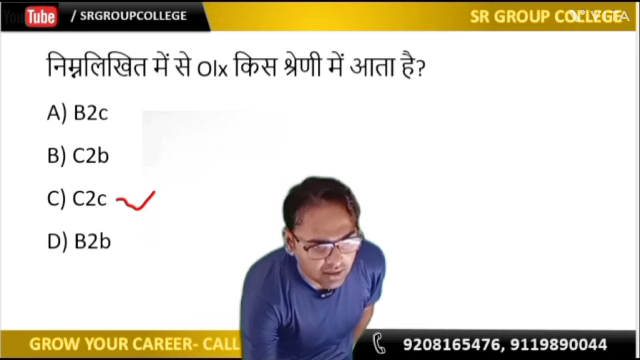 YouTube / SRGROUPCOLLEGE SR GROUP COLLEGE
निम्नलिखित में से Olx किस श्रेणी में आता है?
A) B2c
B) C2b
C) C2c
D) B2b
GROW YOUR CAREER- CALL 9208165476, 9119890044